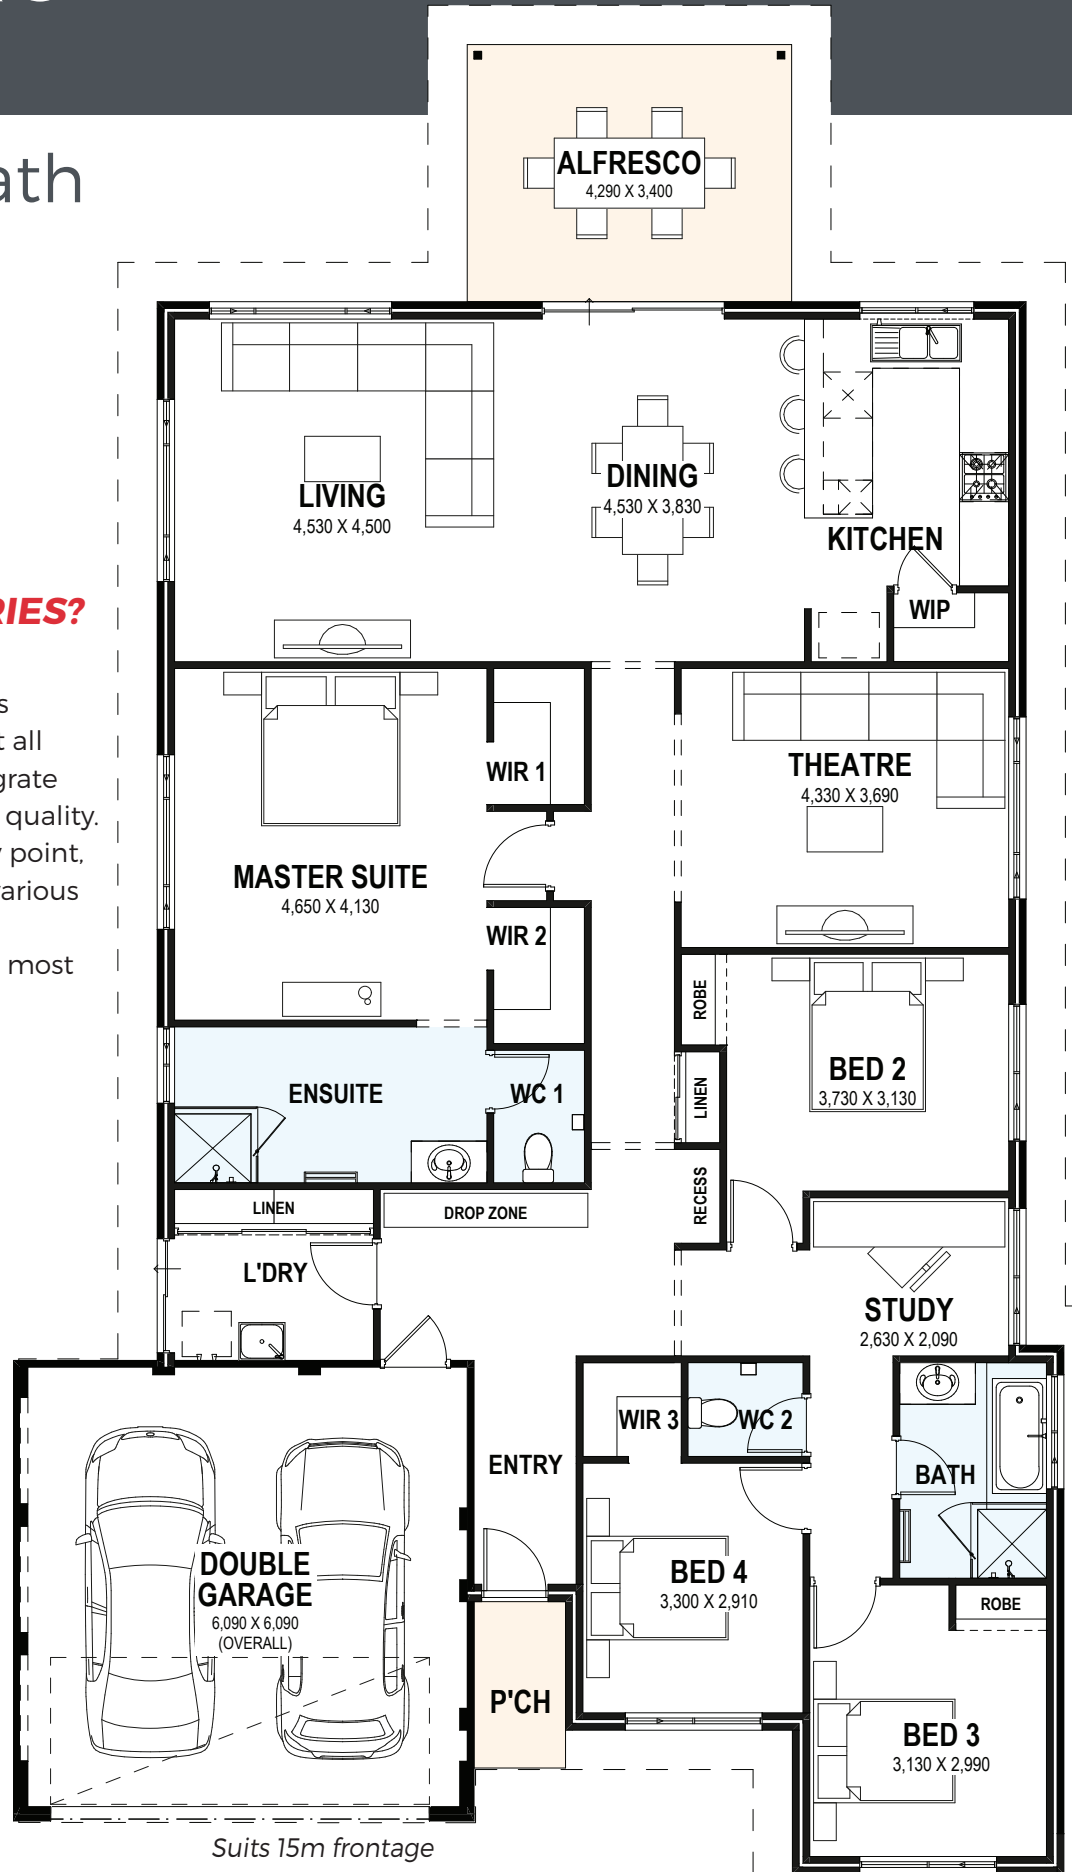 ath
ALFRESCO
4,290 X 3,400
LIVING
4,530 X 4,500
DINING
4,530 X 3,830
KITCHEN
WIP
RIES?
s
t all
grate
quality.
point,
arious
most
MASTER SUITE
4,650 X 4,130
WIR 1
WIR 2
THEATRE
4,330 X 3,690
ROBE
BED 2
3,730 X 3,130
LINEN
ENSUITE
WC 1
RECESS
LINEN
DROP ZONE
L'DRY
STUDY
2,630 X 2,090
WIR 3
WC 2
BATH
ENTRY
DOUBLE
GARAGE
6,090 X 6,090
(OVERALL)
BED 4
3,300 X 2,910
ROBE
P'CH
BED 3
3,130 X 2,990
Suits 15m frontage